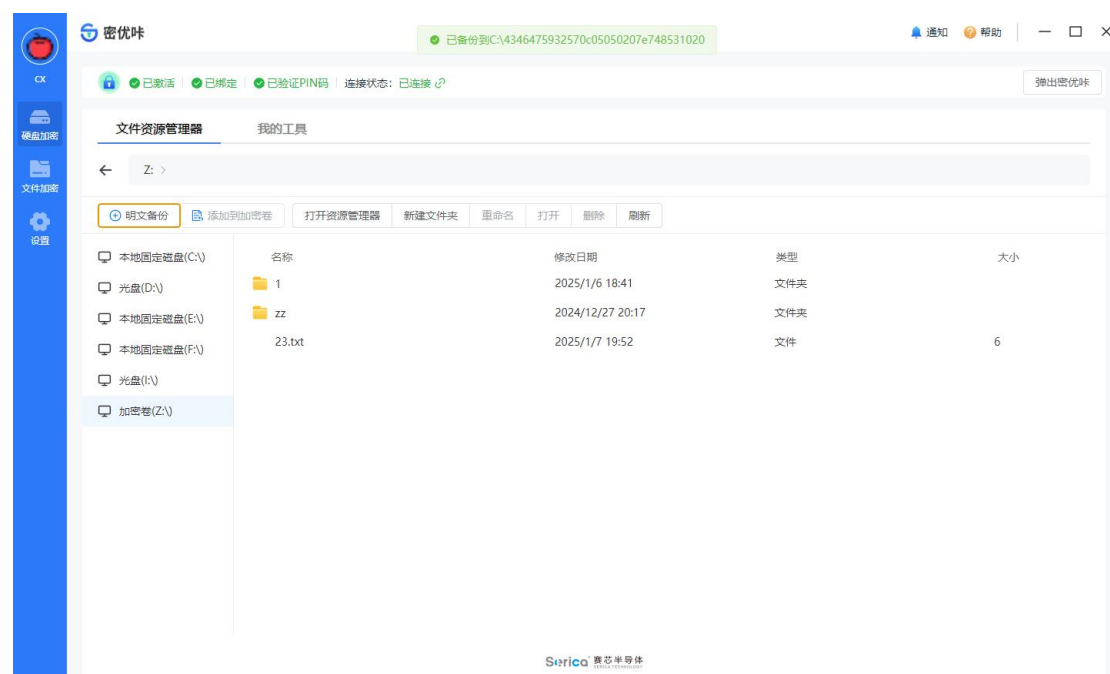 密优咔
已备份到C:\4346475932570c05050207e748531020
通知 帮助
CX
已激活 已绑定 已验证PIN码 连接状态: 已连接
弹出密优咔
硬盘加密
文件加密
设置
文件资源管理器 我的工具
Z: >
明文备份 添加到加密卷 打开资源管理器 新建文件夹 重命名 打开 删除 刷新
本地固定磁盘(C:\)
光盘(D:\)
本地固定磁盘(E:\)
本地固定磁盘(F:\)
光盘(I:\)
加密卷(Z:\)
名称 修改日期 类型 大小
1 2025/1/6 18:41 文件夹
zz 2024/12/27 20:17 文件夹
23.txt 2025/1/7 19:52 文件 6
Serica 赛芯半导体
SERICA TECHNOLOGY